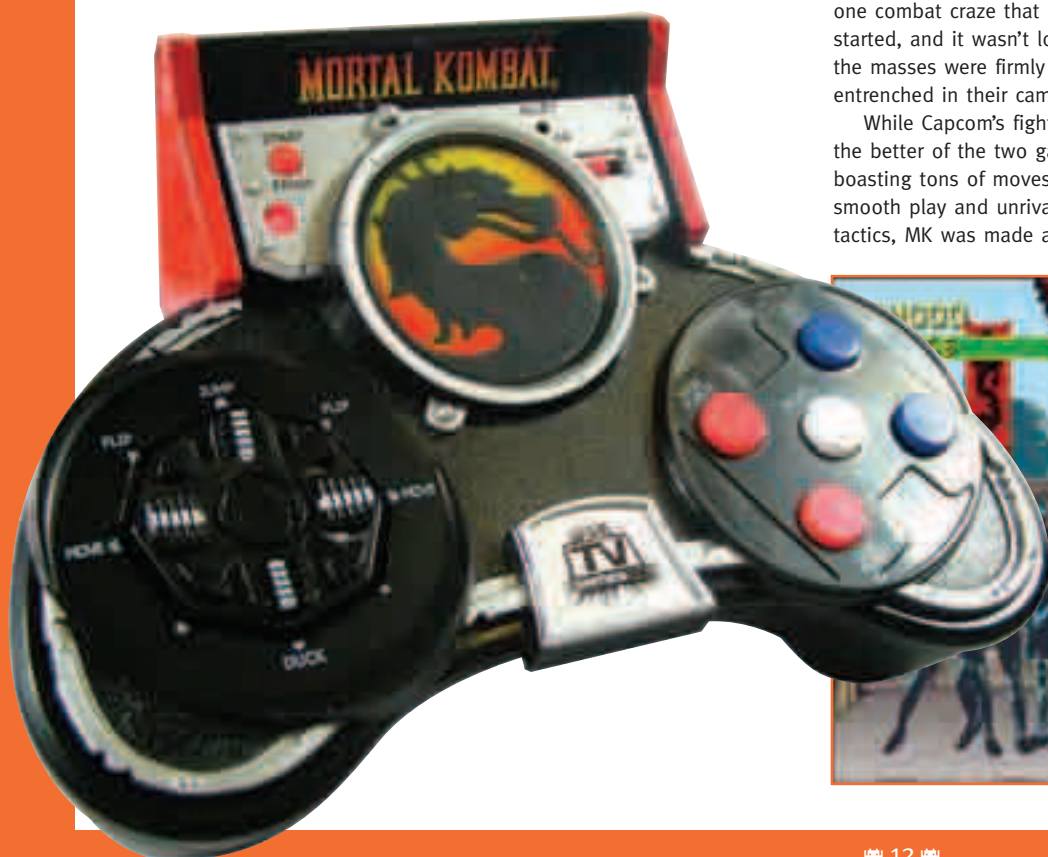 one combat craze that
started, and it wasn't lo
the masses were firmly
entrenched in their cam
While Capcom's fight
the better of the two ga
boasting tons of moves
smooth play and unriva
tactics, MK was made a
MORTAL KOMBAT
START
JUMP
FLIP
FLIP
MOVE
MOVE
DUCK
TV
12